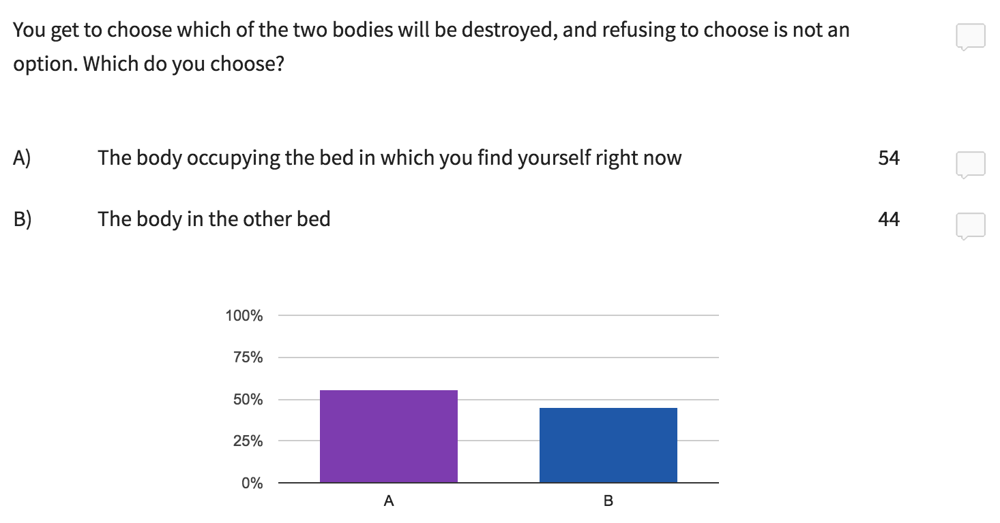 You get to choose which of the two bodies will be destroyed, and refusing to choose is not an
option. Which do you choose?
A) The body occupying the bed in which you find yourself right now 54
B) The body in the other bed 44
100%
75%
50%
25%
0%
A B